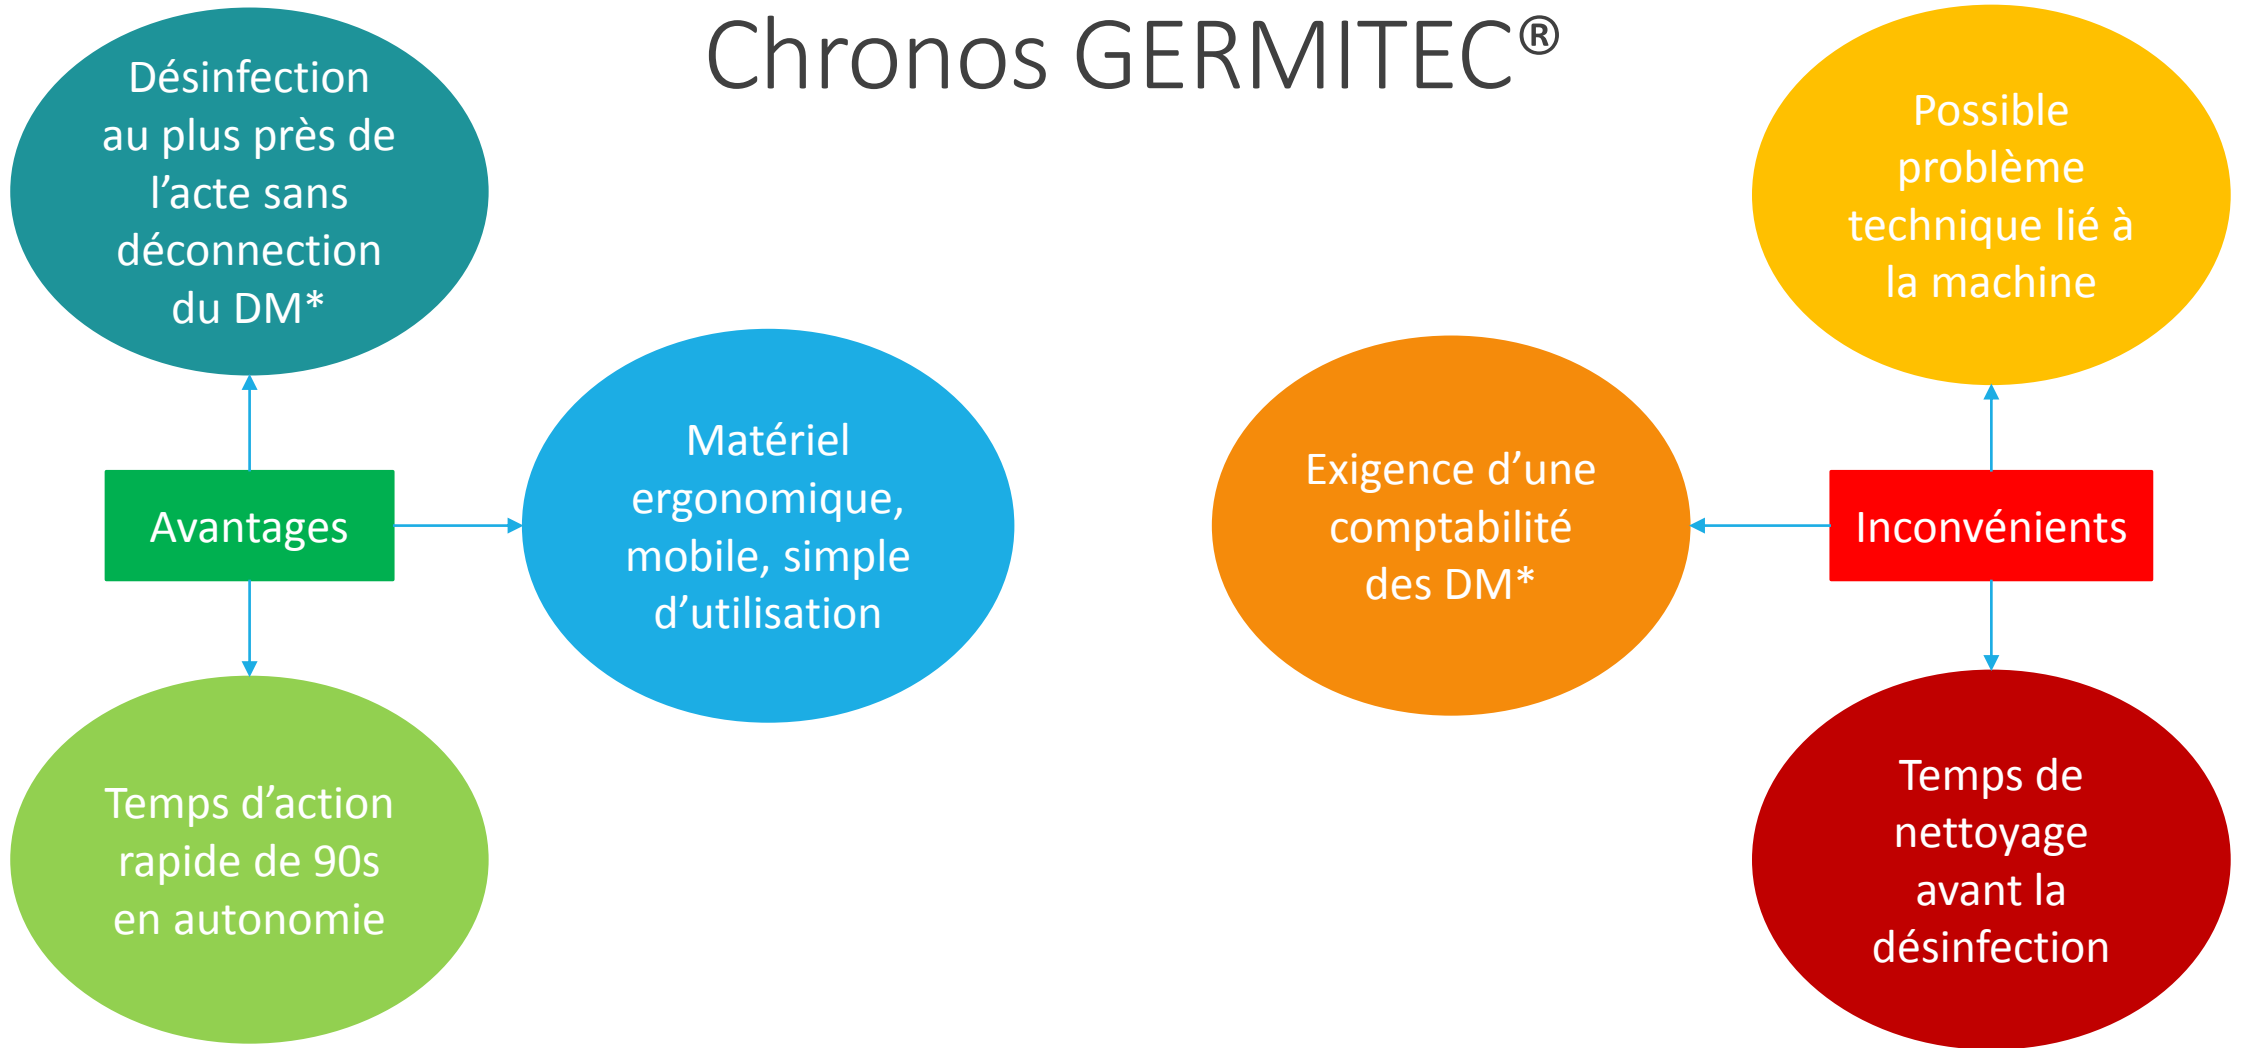 Chronos GERMITEC®
Désinfection
au plus près de
l’acte sans
déconnection
du DM*
Avantages
Matériel
ergonomique,
mobile, simple
d’utilisation
Temps d’action
rapide de 90s
en autonomie
Possible
problème
technique lié à
la machine
Exigence d’une
comptabilité
des DM*
Inconvénients
Temps de
nettoyage
avant la
désinfection